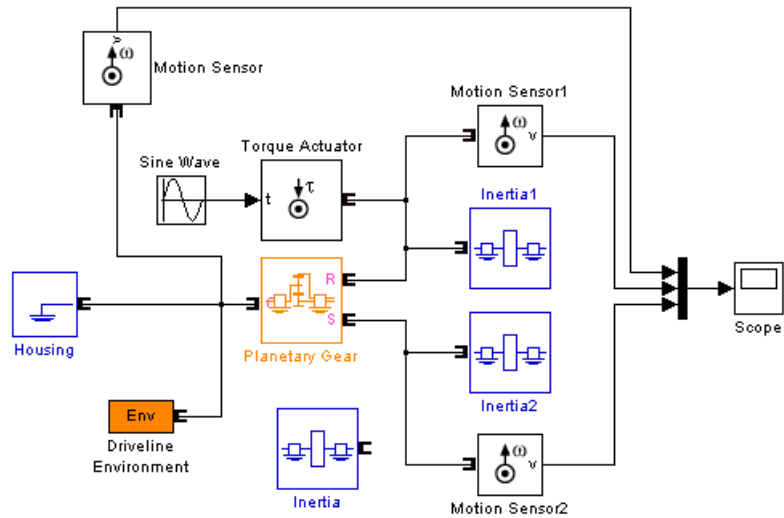 v
ω
Motion Sensor
Motion Sensor1
ω
v
Torque Actuator
Sine Wave
t
τ
Inertia1
R
S
Housing
Planetary Gear
Scope
Inertia2
Env
Driveline
Environment
Inertia
ω
v
Motion Sensor2